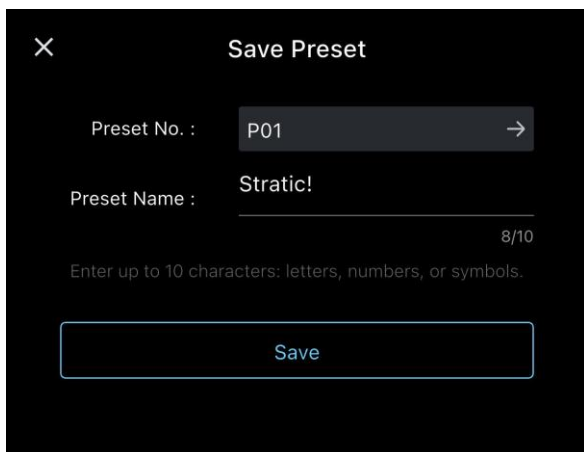 Save Preset
Preset No. : P01
Preset Name : Stratic!
8/10
Enter up to 10 characters: letters, numbers, or symbols.
Save